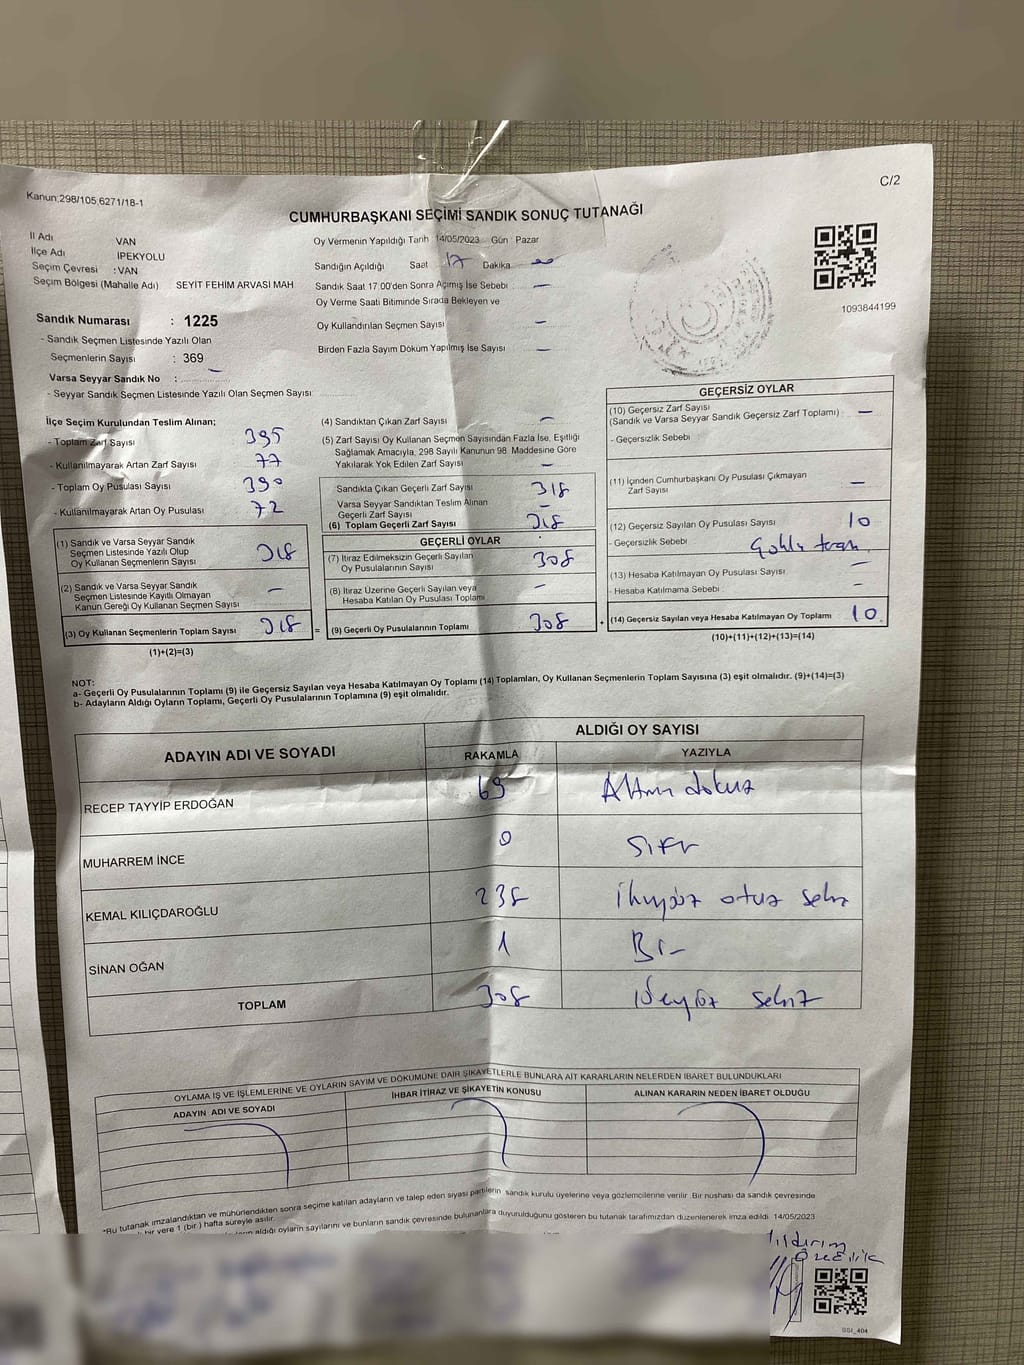 Kanun;298/105,6271/18-1
C/2
CUMHURBAŞKANI SEÇİMİ SANDIK SONUÇ TUTANAĞI
İl Adı VAN
İlçe Adı İPEKYOLU
Seçim Çevresi : VAN
Seçim Bölgesi (Mahalle Adı) SEYİT FEHİM ARVASİ MAH
Oy Vermenin Yapıldığı Tarih 14/05/2023 Gün Pazar
Sandığın Açıldığı Saat 17 Dakika 00
Sandık Saat 17.00'den Sonra Açılmış İse Sebebi —
Oy Verme Saati Bitiminde Sırada Bekleyen ve
Oy Kullandırılan Seçmen Sayısı —
Birden Fazla Sayım Döküm Yapılmış İse Sayısı —
1093844199
Sandık Numarası : 1225
- Sandık Seçmen Listesinde Yazılı Olan
Seçmenlerin Sayısı : 369
Varsa Seyyar Sandık No : —
- Seyyar Sandık Seçmen Listesinde Yazılı Olan Seçmen Sayısı
İlçe Seçim Kurulundan Teslim Alınan;
- Toplam Zarf Sayısı 395
- Kullanılmayarak Artan Zarf Sayısı 77
- Toplam Oy Pusulası Sayısı 390
- Kullanılmayarak Artan Oy Pusulası 72
(1) Sandık ve Varsa Seyyar Sandık
Seçmen Listesinde Yazılı Olup
Oy Kullanan Seçmenlerin Sayısı 318
(2) Sandık ve Varsa Seyyar Sandık
Seçmen Listesinde Kayıtlı Olmayan
Kanun Gereği Oy Kullanan Seçmen Sayısı —
(3) Oy Kullanan Seçmenlerin Toplam Sayısı 318
(1)+(2)=(3)
(4) Sandıktan Çıkan Zarf Sayısı —
(5) Zarf Sayısı Oy Kullanan Seçmen Sayısından Fazla İse, Eşitliği
Sağlamak Amacıyla, 298 Sayılı Kanunun 98 Maddesine Göre
Yakılarak Yok Edilen Zarf Sayısı —
Sandıkta Çıkan Geçerli Zarf Sayısı 318
Varsa Seyyar Sandıktan Teslim Alınan
Geçerli Zarf Sayısı —
(6) Toplam Geçerli Zarf Sayısı 318
GEÇERLİ OYLAR
(7) İtiraz Edilmeksizin Geçerli Sayılan
Oy Pusulalarının Sayısı 308
(8) İtiraz Üzerine Geçerli Sayılan veya
Hesaba Katılan Oy Pusulası Toplamı —
= (9) Geçerli Oy Pusulalarının Toplamı 308
GEÇERSİZ OYLAR
(10) Geçersiz Zarf Sayısı
(Sandık ve Varsa Seyyar Sandık Geçersiz Zarf Toplamı) —
- Geçersizlik Sebebi
(11) İçinden Cumhurbaşkanı Oy Pusulası Çıkmayan
Zarf Sayısı —
(12) Geçersiz Sayılan Oy Pusulası Sayısı 10
- Geçersizlik Sebebi
(13) Hesaba Katılmayan Oy Pusulası Sayısı —
- Hesaba Katılmama Sebebi : —
+ (14) Geçersiz Sayılan veya Hesaba Katılmayan Oy Toplamı 10
(10)+(11)+(12)+(13)=(14)
NOT:
a- Geçerli Oy Pusulalarının Toplamı (9) ile Geçersiz Sayılan veya Hesaba Katılmayan Oy Toplamı (14) Toplamları, Oy Kullanan Seçmenlerin Toplam Sayısına (3) eşit olmalıdır. (9)+(14)=(3)
b- Adayların Aldığı Oyların Toplamı, Geçerli Oy Pusulalarının Toplamına (9) eşit olmalıdır.
ADAYIN ADI VE SOYADI
ALDIĞI OY SAYISI
RAKAMLA YAZIYLA
RECEP TAYYİP ERDOĞAN 69 Altmış dokuz
MUHARREM İNCE 0 Sıfır
KEMAL KILIÇDAROĞLU 238 İkiyüz otuz sekiz
SİNAN OĞAN 1 Bir
TOPLAM 308 Üçyüz sekiz
OYLAMA İŞ VE İŞLEMLERİNE VE OYLARIN SAYIM VE DÖKÜMÜNE DAİR ŞİKAYETLERLE BUNLARA AİT KARARLARIN NELERDEN İBARET BULUNDUKLARI
ADAYIN ADI VE SOYADI İHBAR İTİRAZ VE ŞİKAYETİN KONUSU ALINAN KARARIN NEDEN İBARET OLDUĞU
*Bu tutanak imzalandıktan ve mühürlendikten sonra seçime katılan adayların ve talep eden siyasi partilerin sandık kurulu üyelerine veya gözlemcilerine verilir. Bir nüshası da sandık çevresinde
bir yere 1 (bir) hafta süreyle asılır.
aldığı oyların sayılarını ve bunların sandık çevresinde bulunanlara duyurulduğunu gösteren bu tutanak tarafımızdan düzenlenerek imza edildi. 14/05/2023
Yıldırım
Özçelik
SSI_404